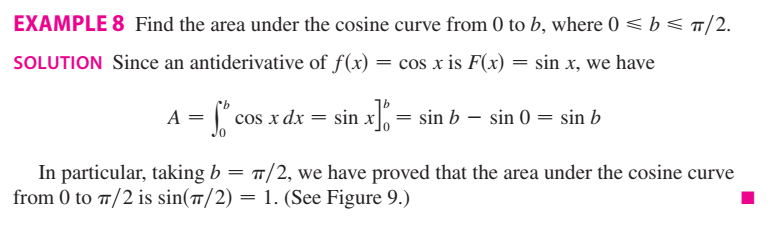 EXAMPLE 8 Find the area under the cosine curve from 0 to b, where 0 ≤ b ≤ π/2.
SOLUTION Since an antiderivative of f(x) = cos x is F(x) = sin x, we have
A = ∫₀ᵇ cos x dx = sin x]₀ᵇ = sin b − sin 0 = sin b
In particular, taking b = π/2, we have proved that the area under the cosine curve
from 0 to π/2 is sin(π/2) = 1. (See Figure 9.)